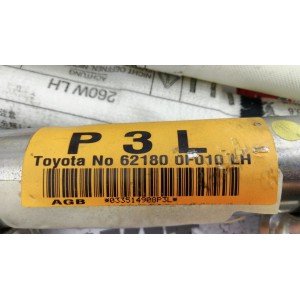 260W LH
P 3 L
Toyota No 62180 0F010 LH
AGB *033514908P3L*